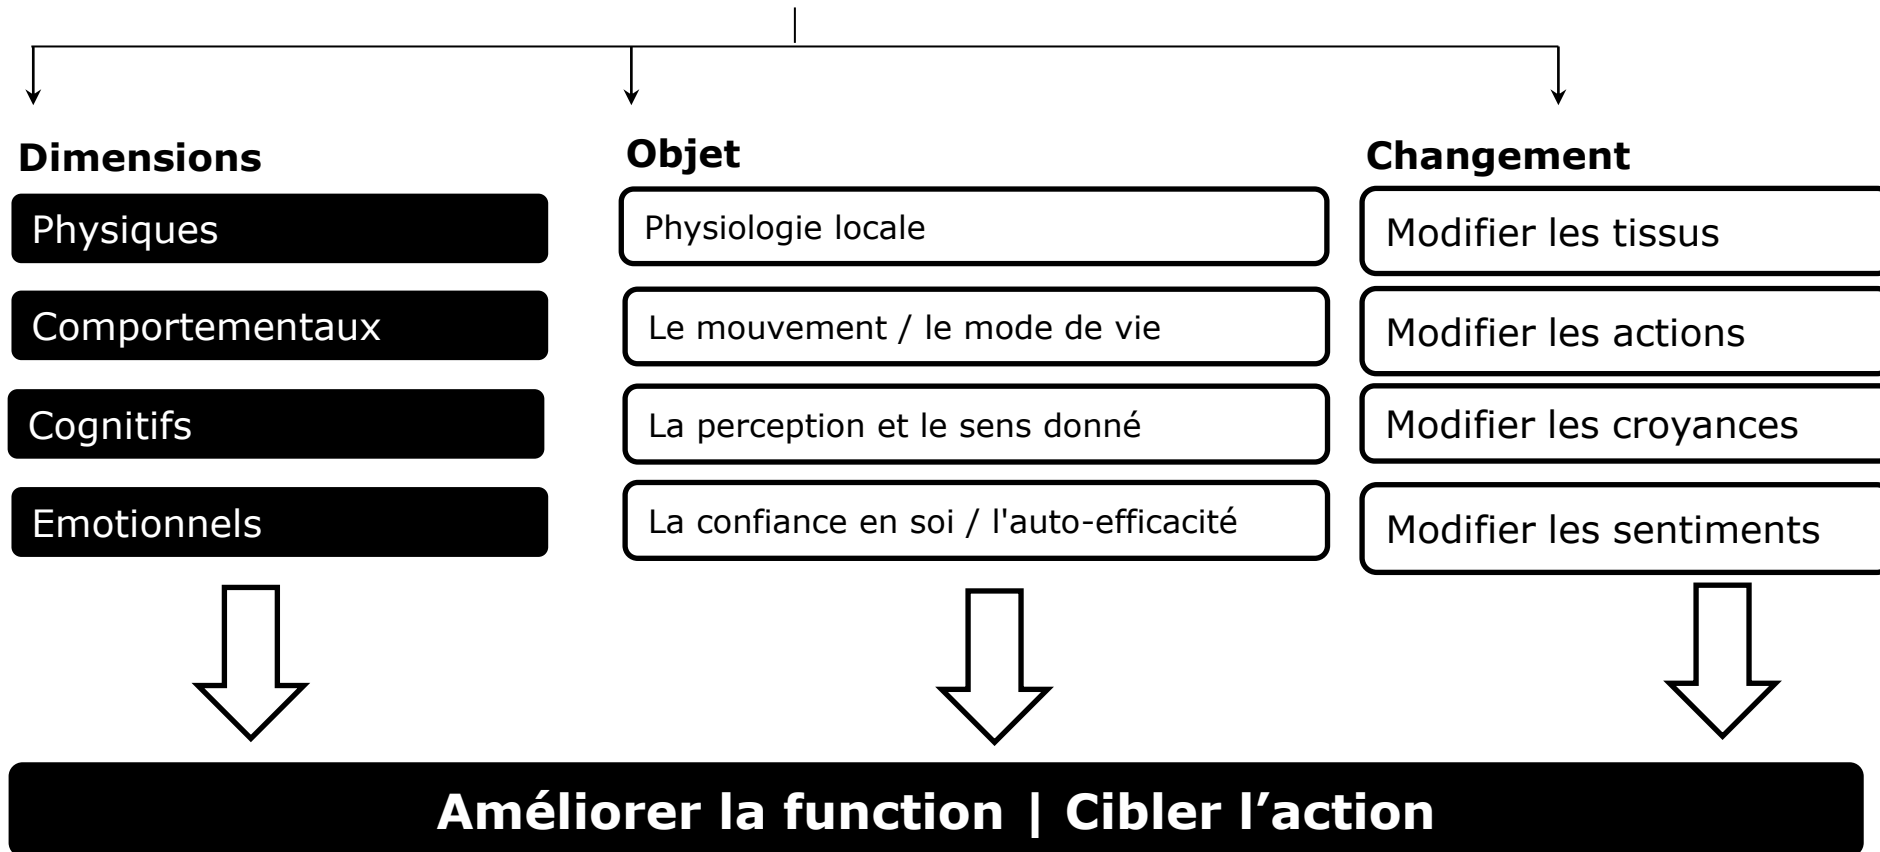 Dimensions
Objet
Changement
Physiques
Physiologie locale
Modifier les tissus
Comportementaux
Le mouvement / le mode de vie
Modifier les actions
Cognitifs
La perception et le sens donné
Modifier les croyances
Emotionnels
La confiance en soi / l'auto-efficacité
Modifier les sentiments
Améliorer la function | Cibler l’action